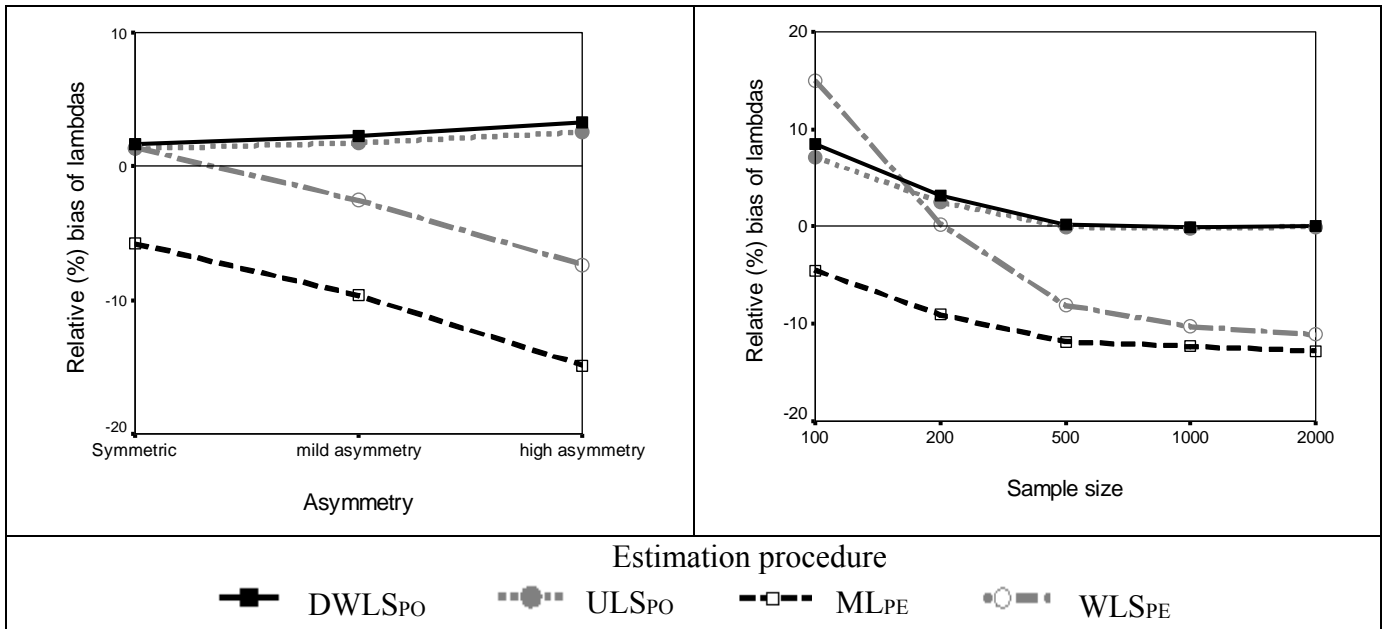 Relative (%) bias of lambdas
10
0
-10
-20
Symmetric
mild asymmetry
high asymmetry
Asymmetry
Relative (%) bias of lambdas
20
10
0
-10
-20
100
200
500
1000
2000
Sample size
Estimation procedure
DWLSPO
ULSPO
MLPE
WLSPE